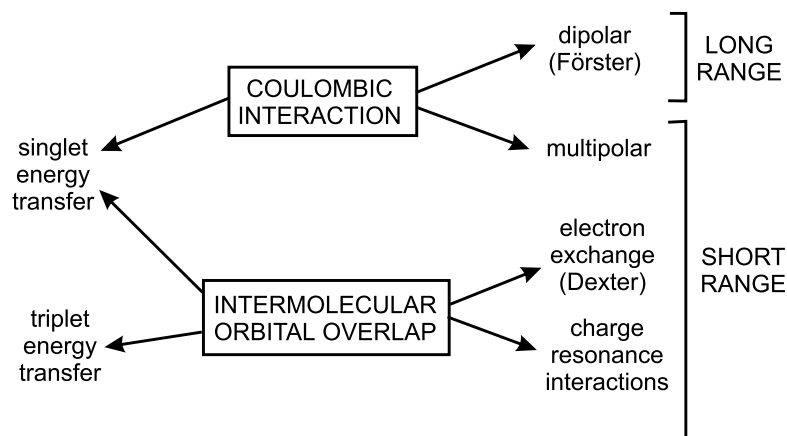 dipolar
(Förster)
LONG
RANGE
COULOMBIC
INTERACTION
singlet
energy
transfer
multipolar
electron
exchange
(Dexter)
SHORT
RANGE
INTERMOLECULAR
ORBITAL OVERLAP
triplet
energy
transfer
charge
resonance
interactions